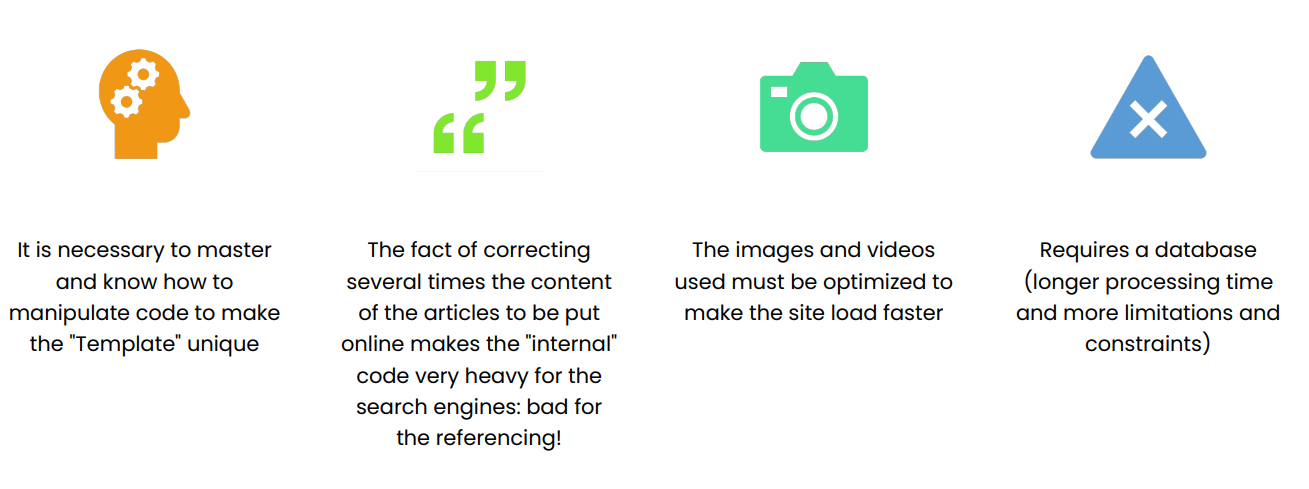 It is necessary to master
and know how to
manipulate code to make
the "Template" unique
The fact of correcting
several times the content
of the articles to be put
online makes the "internal"
code very heavy for the
search engines: bad for
the referencing!
The images and videos
used must be optimized to
make the site load faster
Requires a database
(longer processing time
and more limitations and
constraints)